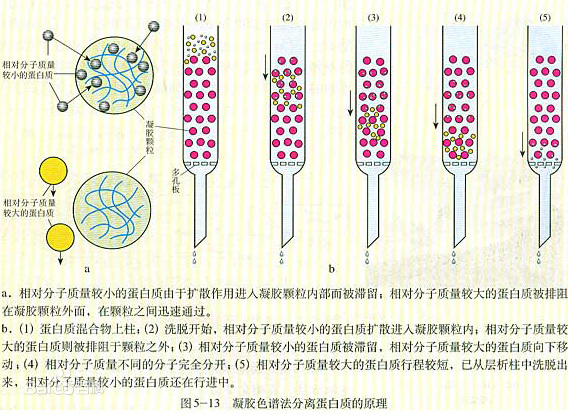 (1)
(2)
(3)
(4)
(5)
相对分子质量
较小的蛋白质
凝胶颗粒
多孔板
相对分子质量
较大的蛋白质
a
b
a. 相对分子质量较小的蛋白质由于扩散作用进入凝胶颗粒内部而被滞留；相对分子质量较大的蛋白质被排阻
在凝胶颗粒外面，在颗粒之间迅速通过。
b. (1) 蛋白质混合物上柱；(2) 洗脱开始，相对分子质量较小的蛋白质扩散进入凝胶颗粒内；相对分子质量较
大的蛋白质则被排阻于颗粒之外；(3) 相对分子质量较小的蛋白质被滞留，相对分子质量较大的蛋白质向下移
动；(4) 相对分子质量不同的分子完全分开；(5) 相对分子质量较大的蛋白质行程较短，已从层析柱中洗脱出
来，相对分子质量较小的蛋白质还在行进中。
图5-13 凝胶色谱法分离蛋白质的原理